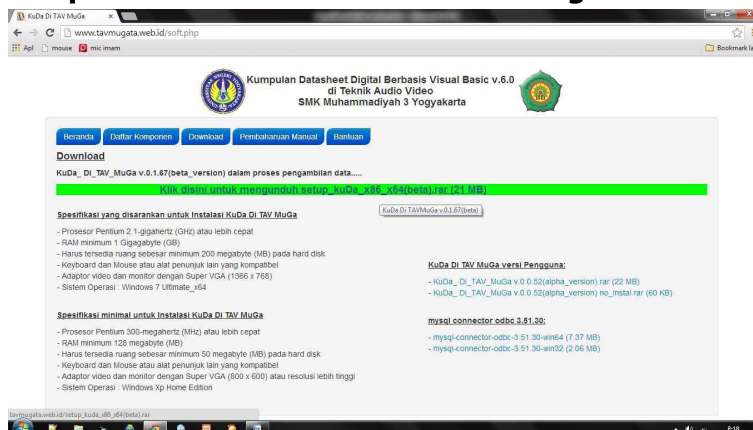 KuDa Di TAV MuGa
www.tavmugata.web.id/soft.php
Apl mouse mic imam
Bookmark la
Kumpulan Datasheet Digital Berbasis Visual Basic v.6.0
di Teknik Audio Video
SMK Muhammadiyah 3 Yogyakarta
Beranda Daftar Komponen Download Pembaharuan Manual Bantuan
Download
KuDa_ Di_TAV_MuGa v.0.1.67(beta_version) dalam proses pengambilan data.....
Klik disini untuk mengunduh setup_kuDa_x86_x64(beta).rar (21 MB)
KuDa Di TAVMuGa v.0.1.67(beta)
Spesifikasi yang disarankan untuk Instalasi KuDa Di TAV MuGa
- Prosesor Pentium 2.1-gigahertz (GHz) atau lebih cepat
- RAM minimum 1 Gigagabyte (GB)
- Harus tersedia ruang sebesar minimum 200 megabyte (MB) pada hard disk
- Keyboard dan Mouse atau alat penunjuk lain yang kompatibel
- Adaptor video dan monitor dengan Super VGA (1366 x 768)
- Sistem Operasi : Windows 7 Ultimate_x64
Spesifikasi minimal untuk Instalasi KuDa Di TAV MuGa
- Prosesor Pentium 300-megahertz (MHz) atau lebih cepat
- RAM minimum 128 megabyte (MB)
- Harus tersedia ruang sebesar minimum 50 megabyte (MB) pada hard disk
- Keyboard dan Mouse atau alat penunjuk lain yang kompatibel
- Adaptor video dan monitor dengan Super VGA (800 x 600) atau resolusi lebih tinggi
- Sistem Operasi : Windows Xp Home Edition
KuDa Di TAV MuGa versi Pengguna:
- KuDa_ Di_TAV_MuGa v.0.0.52(alpha_version).rar (22 MB)
- KuDa_ Di_TAV_MuGa v.0.0.52(alpha_version) no_instal.rar (60 KB)
mysql connector odbc 3.51.30:
- mysql-connector-odbc-3.51.30-win64 (7.37 MB)
- mysql-connector-odbc-3.51.30-win32 (2.06 MB)
tavmugata.web.id/setup_kuda_x86_x64(beta).rar
8:18